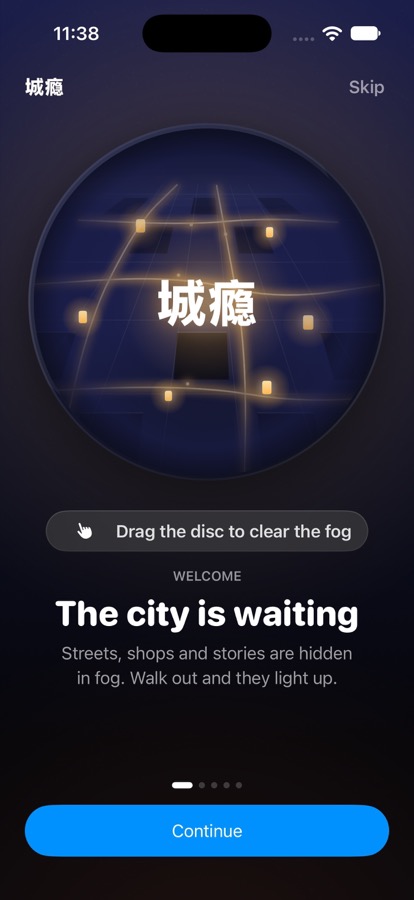 11:38
城瘾
Skip
城瘾
Drag the disc to clear the fog
WELCOME
The city is waiting
Streets, shops and stories are hidden
in fog. Walk out and they light up.
Continue